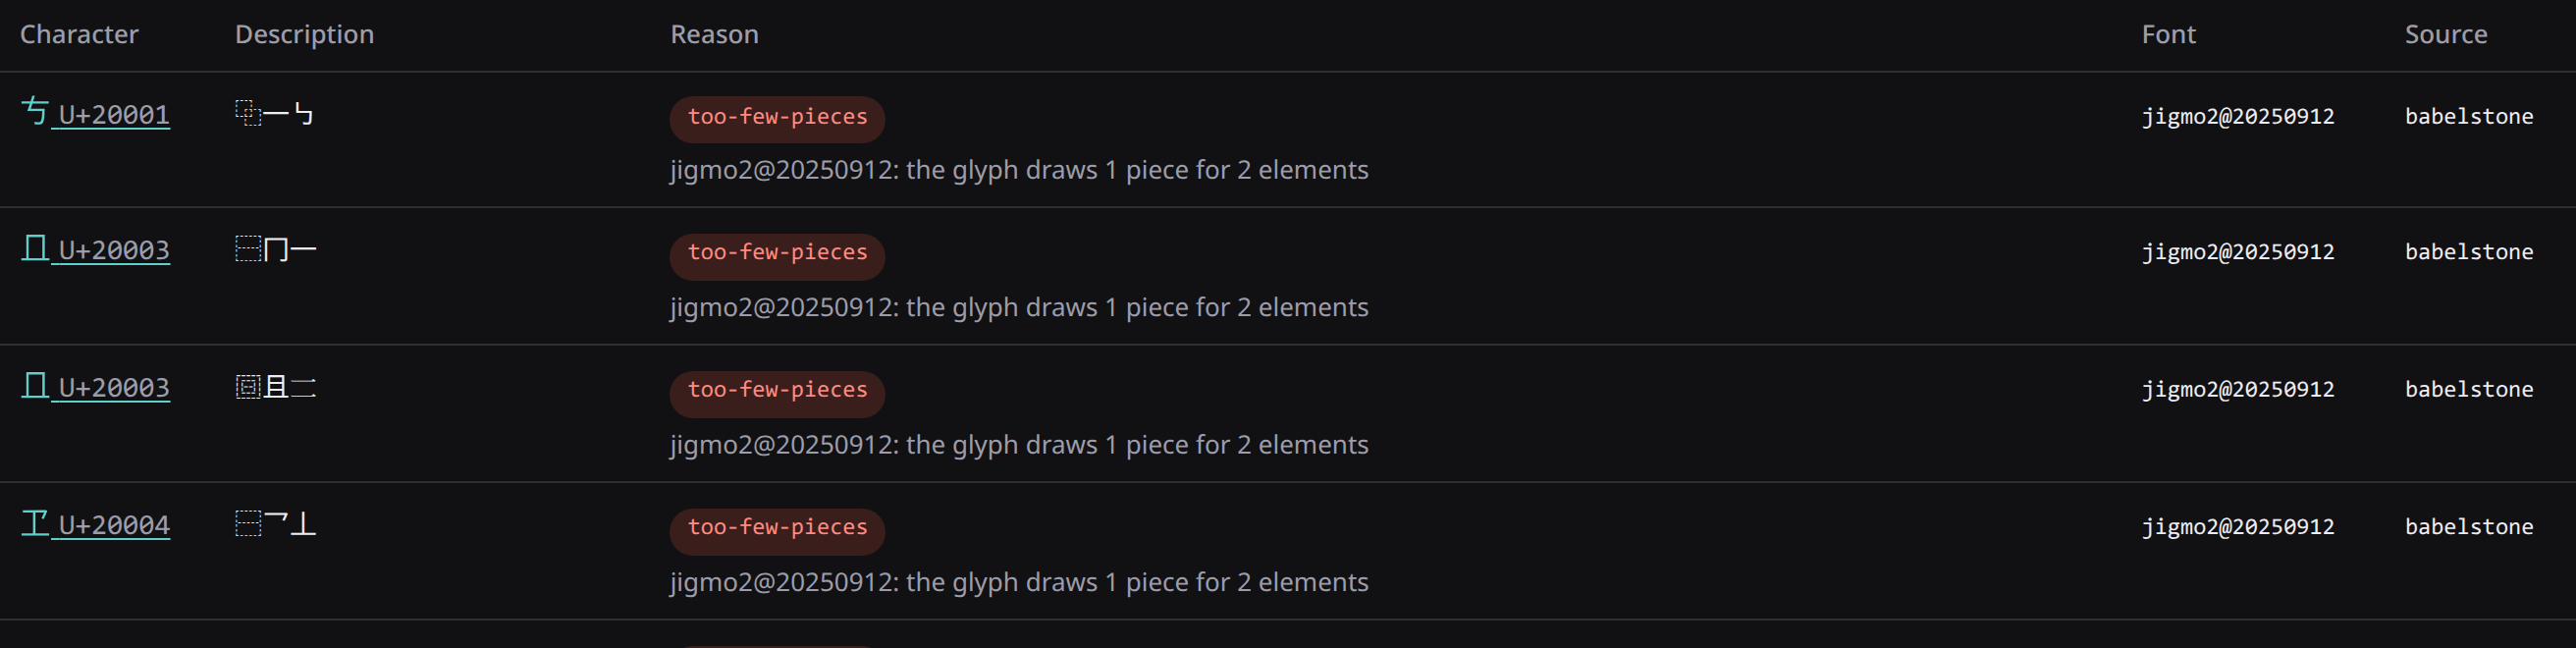 Character Description Reason Font Source
𠀁 U+20001 ⿻一㇉ too-few-pieces jigmo2@20250912 babelstone
jigmo2@20250912: the glyph draws 1 piece for 2 elements
𠀃 U+20003 ⿱冂一 too-few-pieces jigmo2@20250912 babelstone
jigmo2@20250912: the glyph draws 1 piece for 2 elements
𠀃 U+20003 ⿴且二 too-few-pieces jigmo2@20250912 babelstone
jigmo2@20250912: the glyph draws 1 piece for 2 elements
𠀄 U+20004 ⿱乛丄 too-few-pieces jigmo2@20250912 babelstone
jigmo2@20250912: the glyph draws 1 piece for 2 elements